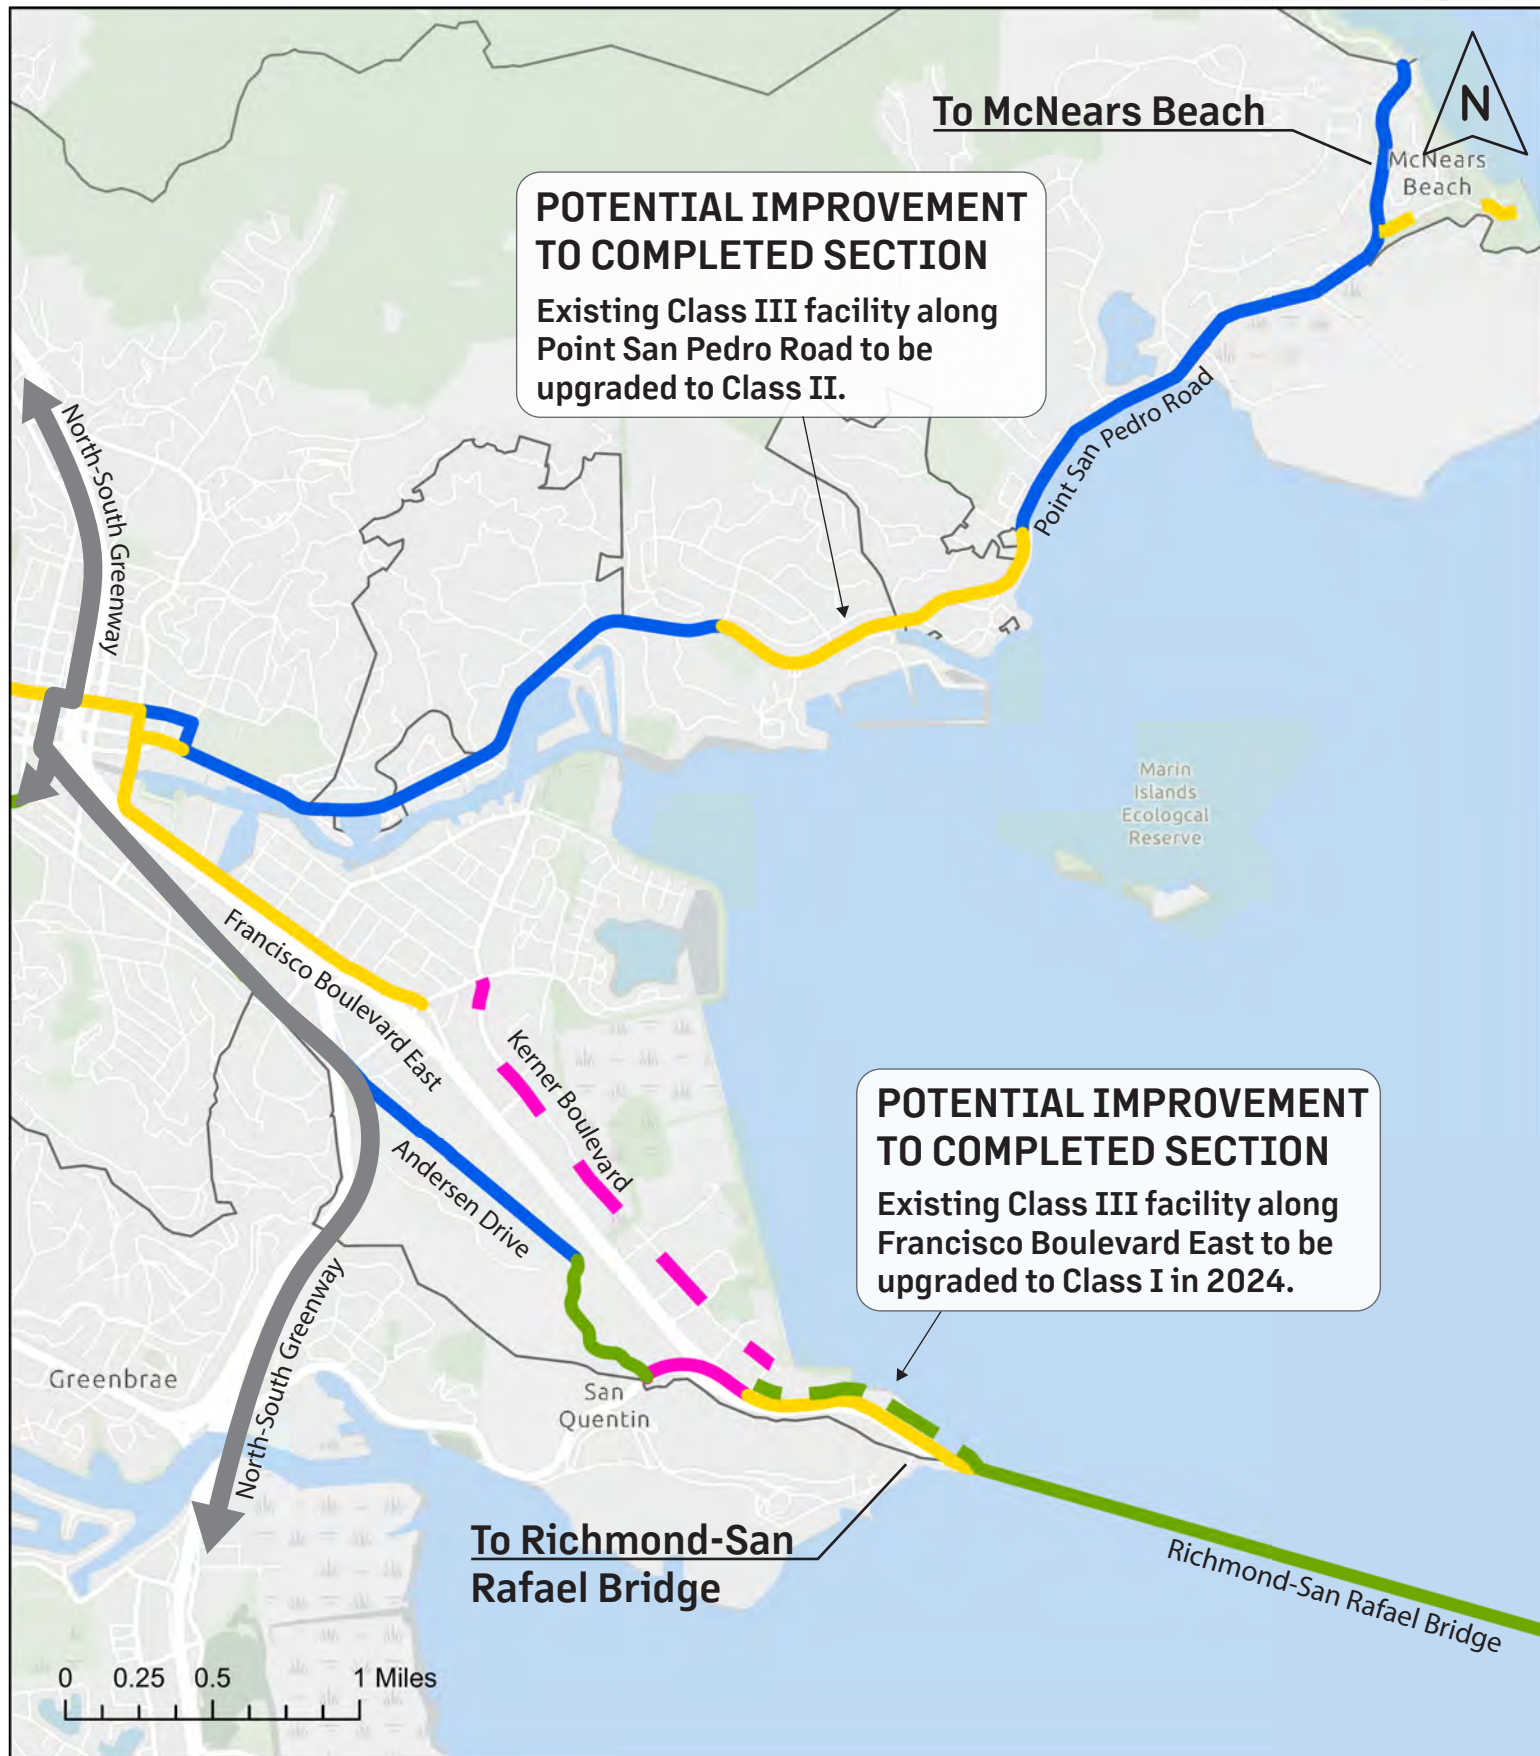 To McNears Beach
N
McNears
Beach
POTENTIAL IMPROVEMENT
TO COMPLETED SECTION
Existing Class III facility along
Point San Pedro Road to be
upgraded to Class II.
North-South Greenway
Point San Pedro Road
Marin
Islands
Ecologcal
Reserve
Francisco Boulevard East
Kerner Boulevard
Andersen Drive
POTENTIAL IMPROVEMENT
TO COMPLETED SECTION
Existing Class III facility along
Francisco Boulevard East to be
upgraded to Class I in 2024.
North-South Greenway
Greenbrae
San
Quentin
To Richmond-San
Rafael Bridge
Richmond-San Rafael Bridge
0 0.25 0.5 1 Miles